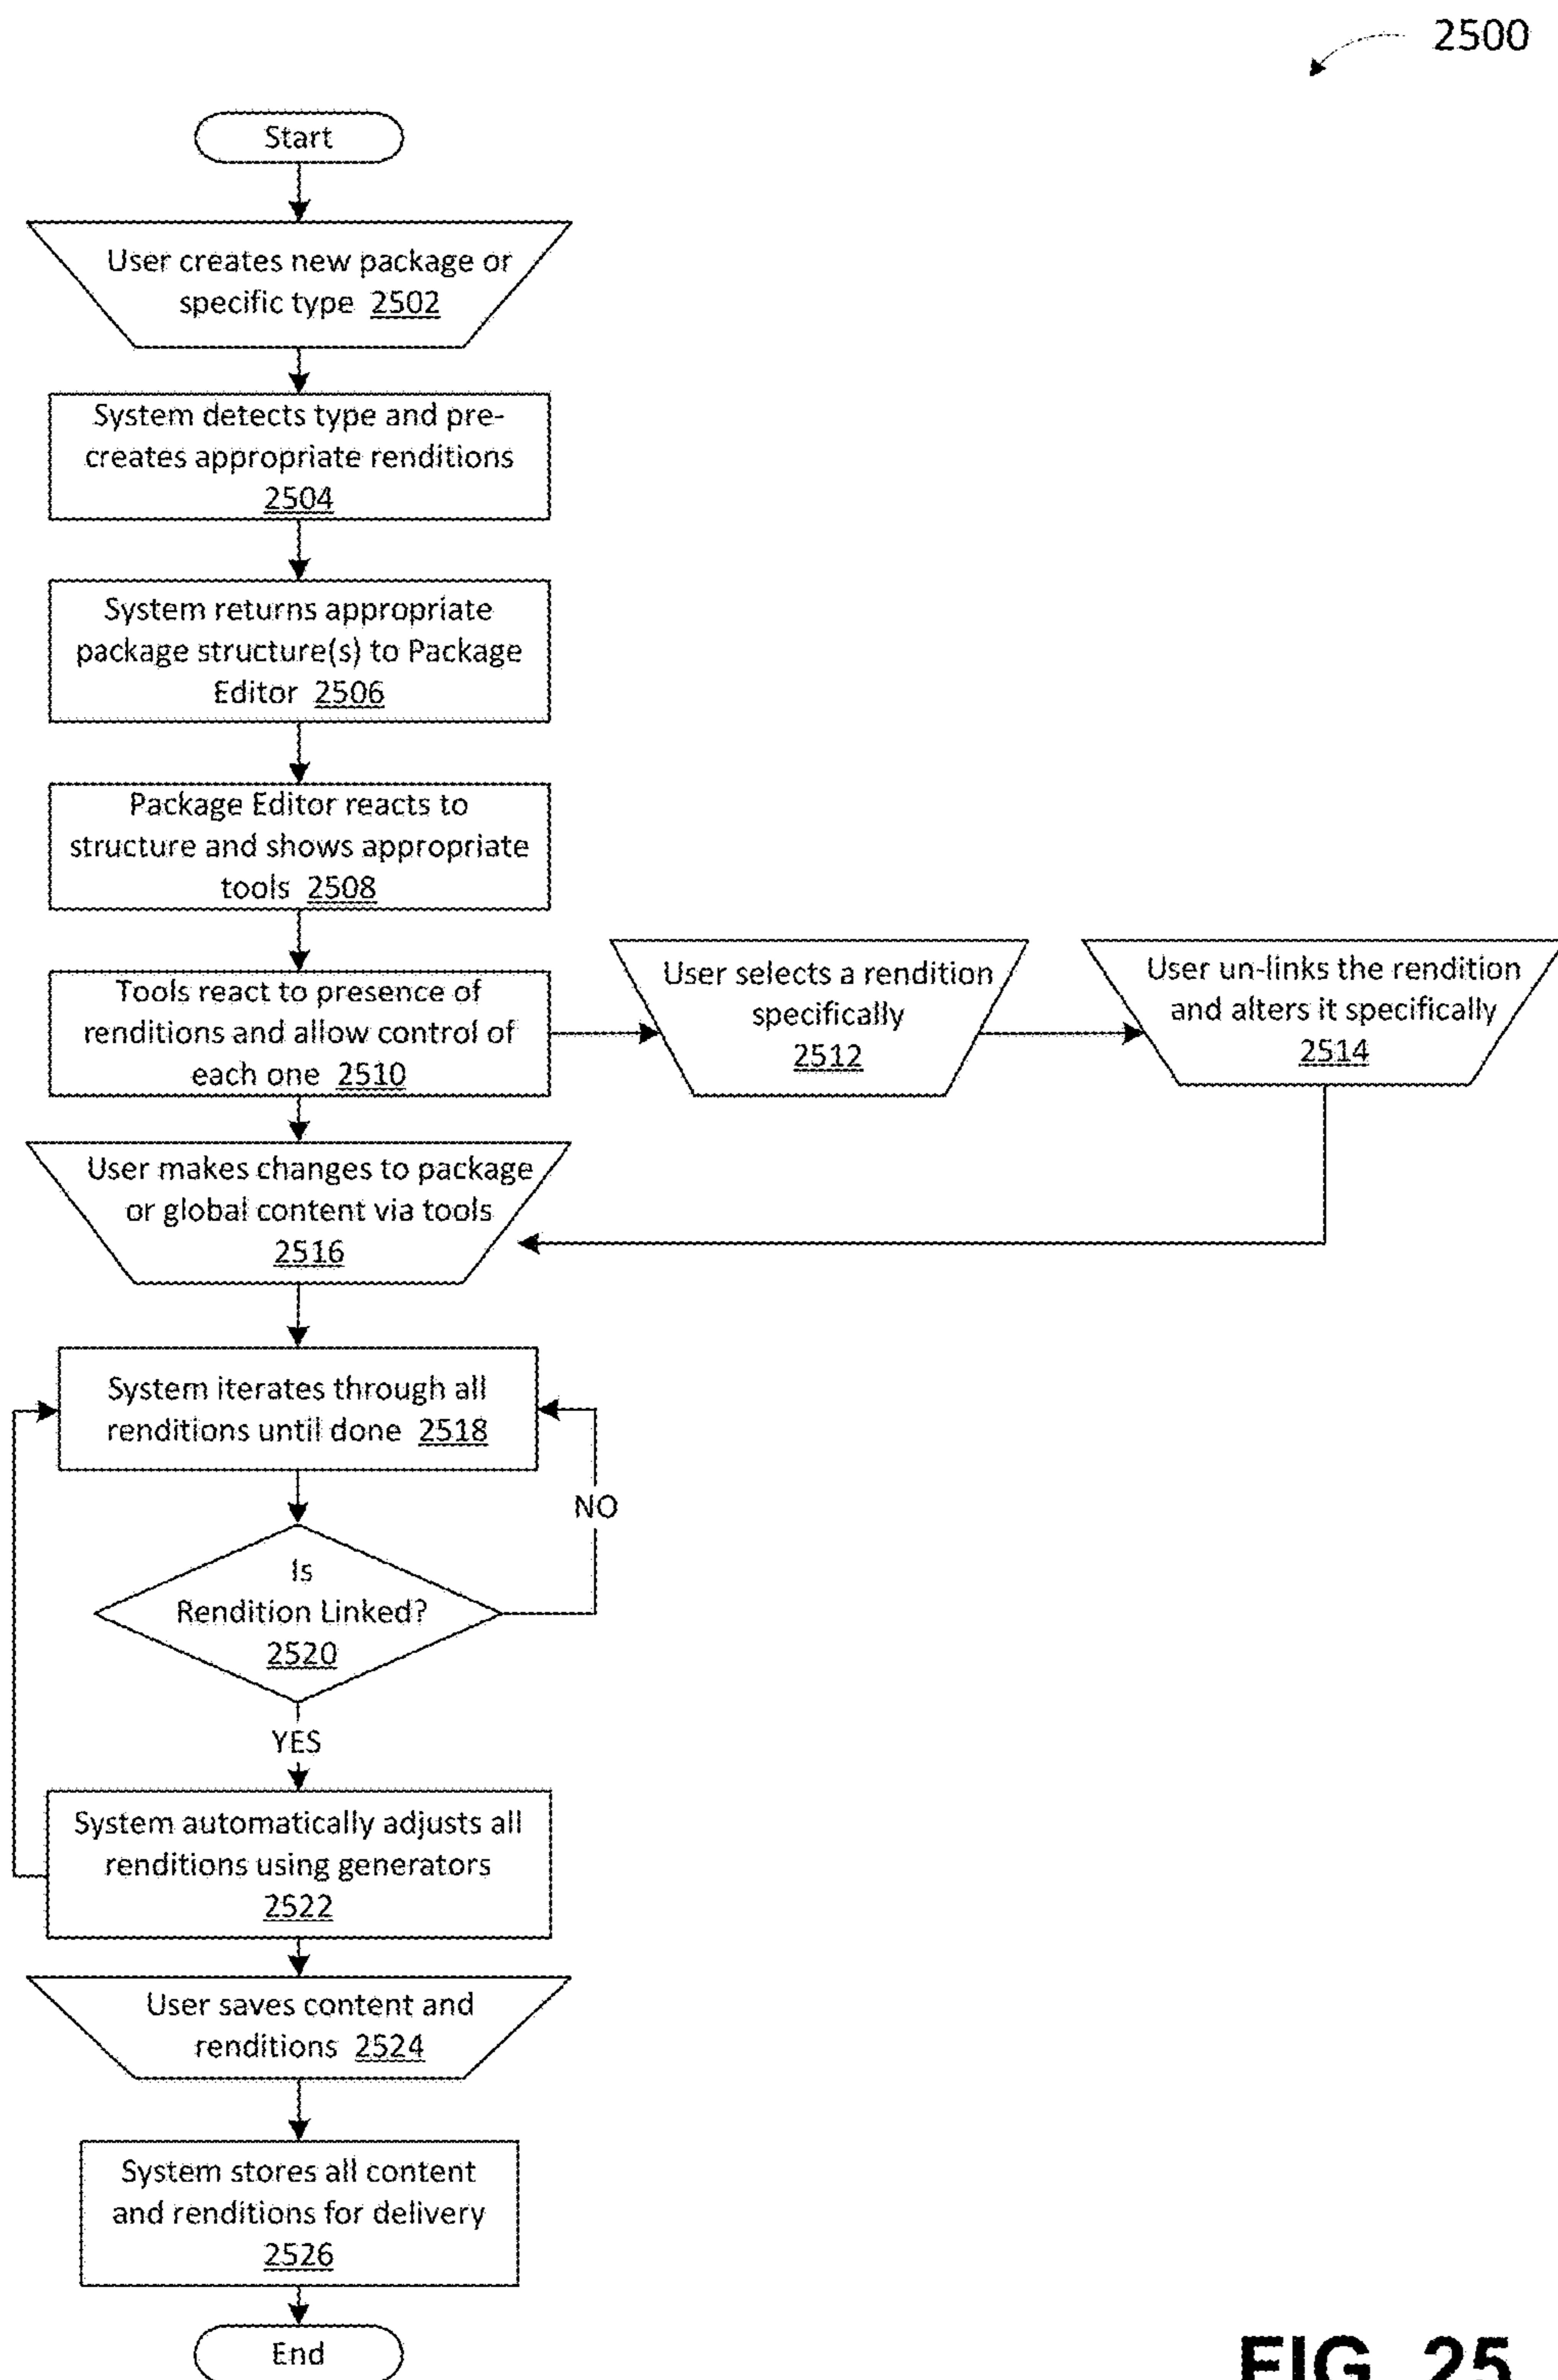 2500
Start
User creates new package or
specific type 2502
System detects type and pre-
creates appropriate renditions
2504
System returns appropriate
package structure(s) to Package
Editor 2506
Package Editor reacts to
structure and shows appropriate
tools 2508
Tools react to presence of
renditions and allow control of
each one 2510
User selects a rendition
specifically
2512
User un-links the rendition
and alters it specifically
2514
User makes changes to package
or global content via tools
2516
System iterates through all
renditions until done 2518
NO
Is
Rendition Linked?
2520
YES
System automatically adjusts all
renditions using generators
2522
User saves content and
renditions 2524
System stores all content
and renditions for delivery
2526
End
FIG. 25